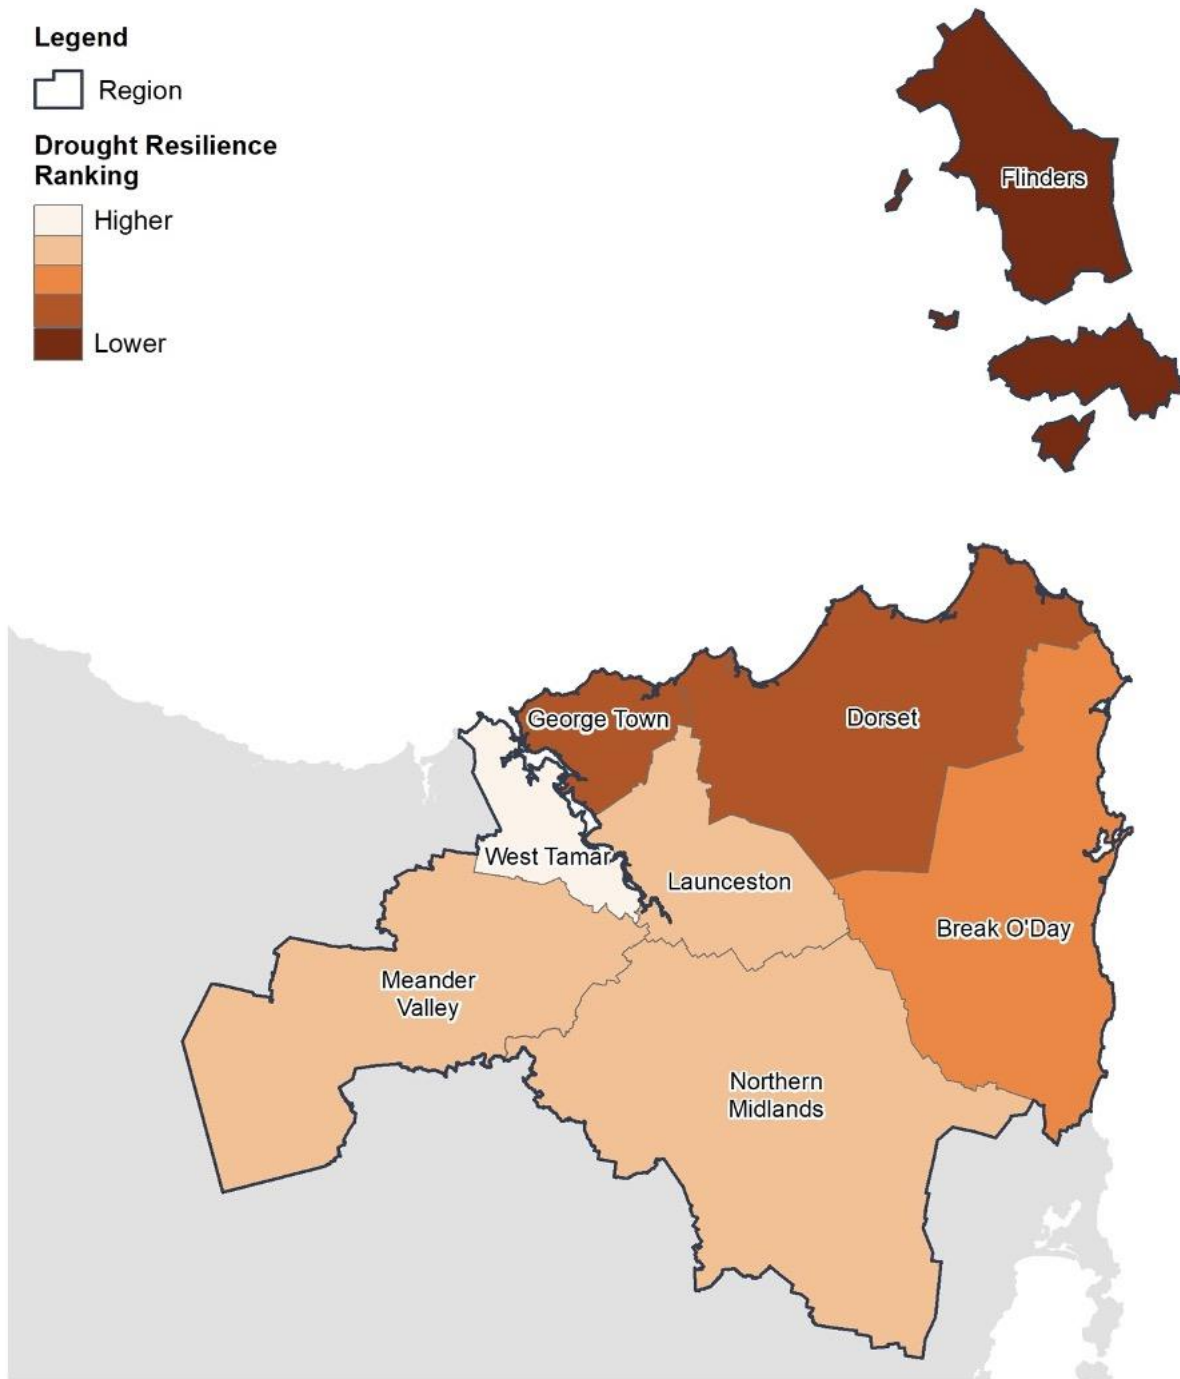 Legend
Region
Drought Resilience
Ranking
Higher
Lower
Flinders
George Town
Dorset
West Tamar
Launceston
Break O'Day
Meander
Valley
Northern
Midlands